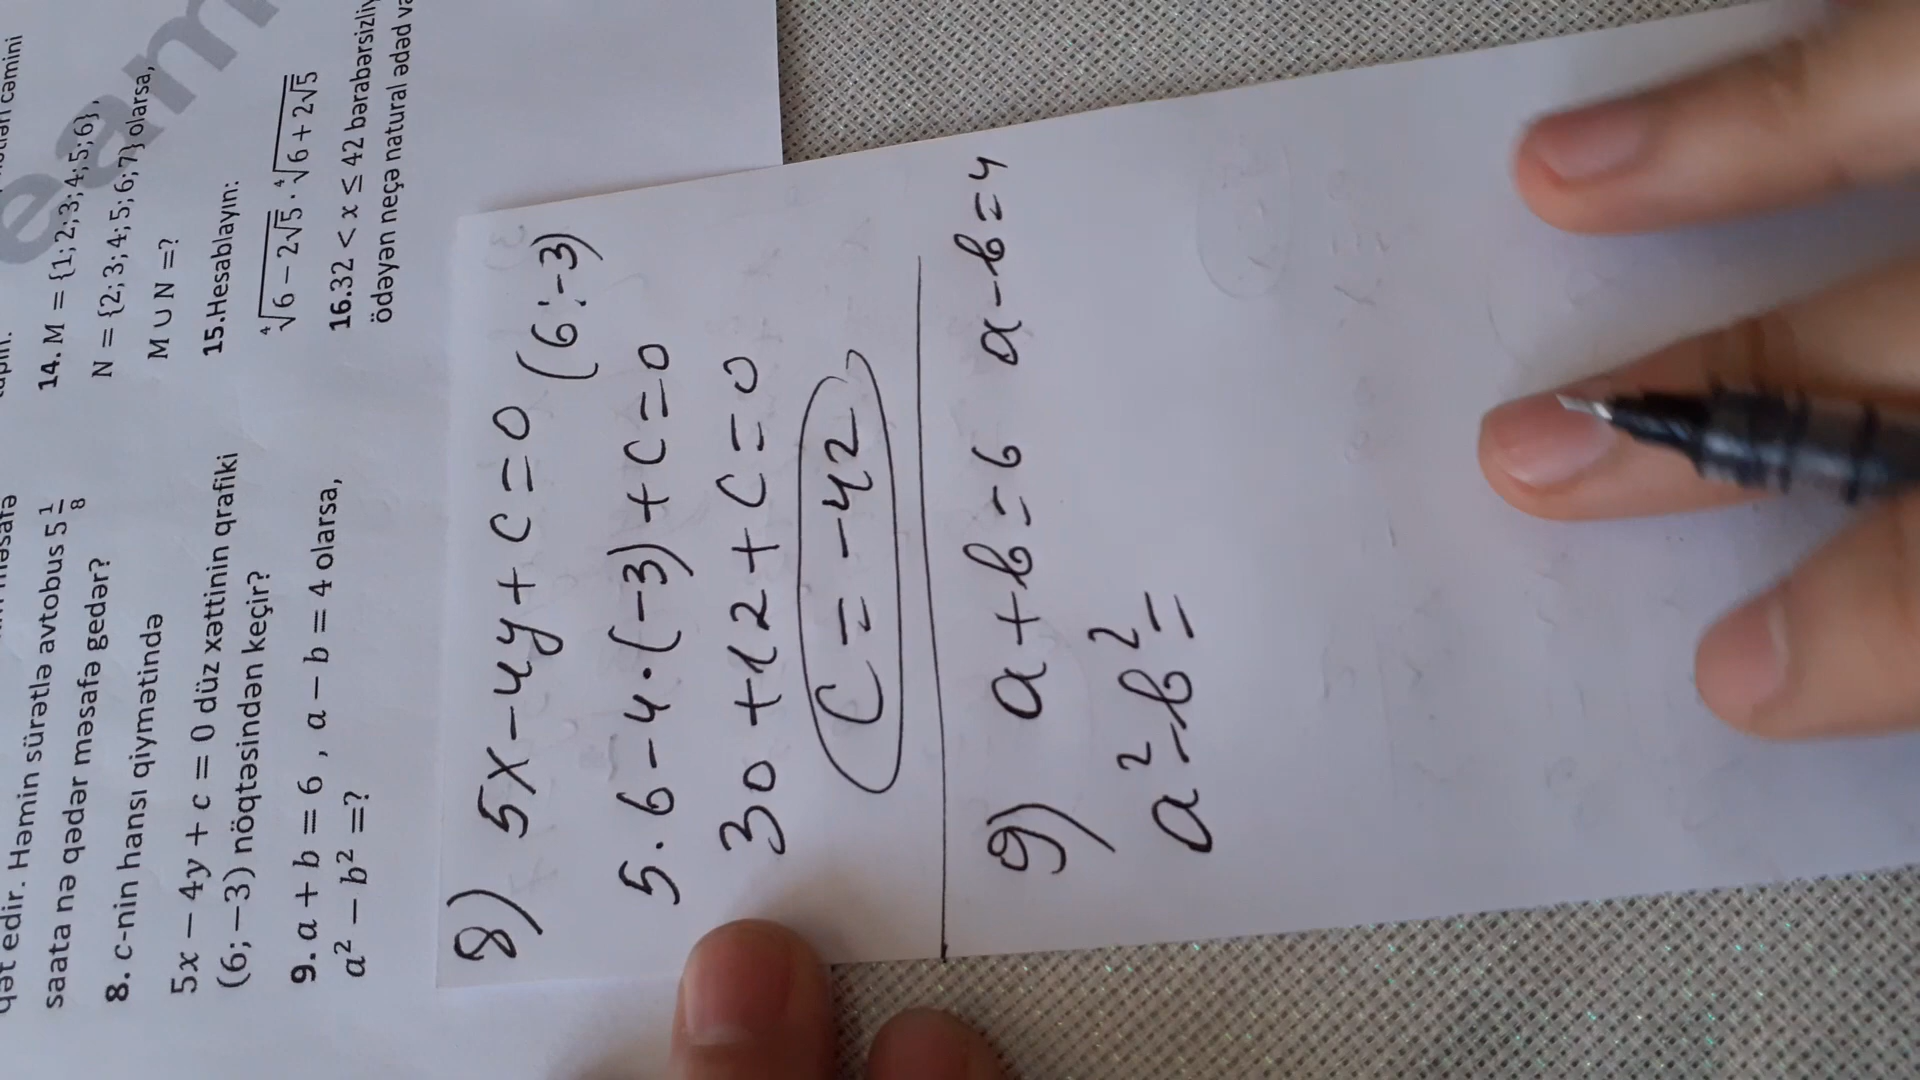 qət edir. Həmin sürətlə avtobus 5 1/8
saata nə qədər məsafə gedər?
8. c-nin hansı qiymətində
5x − 4y + c = 0 düz xəttinin qrafiki
(6; −3) nöqtəsindən keçir?
9. a + b = 6 , a − b = 4 olarsa,
a² − b² =?
cəmini
14. M = {1; 2; 3; 4; 5; 6},
N = {2; 3; 4; 5; 6; 7} olarsa,
M ∪ N =?
15.Hesablayın:
∜(6 − 2√5) · ∜(6 + 2√5)
16.32 < x ≤ 42 bərabərsizliy
ödəyən neçə natural ədəd va
eam
8) 5x-4y+c=0 (6;-3)
5·6-4·(-3)+c=0
30+12+c=0
c=-42
9) a+b=6 a-b=4
a²-b²=